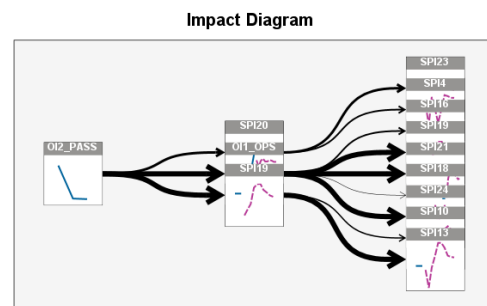 Impact Diagram
OI2_PASS
SPI20
OI1_OPS
SPI19
SPI23
SPI4
SPI16
SPI19
SPI21
SPI18
SPI24
SPI10
SPI13